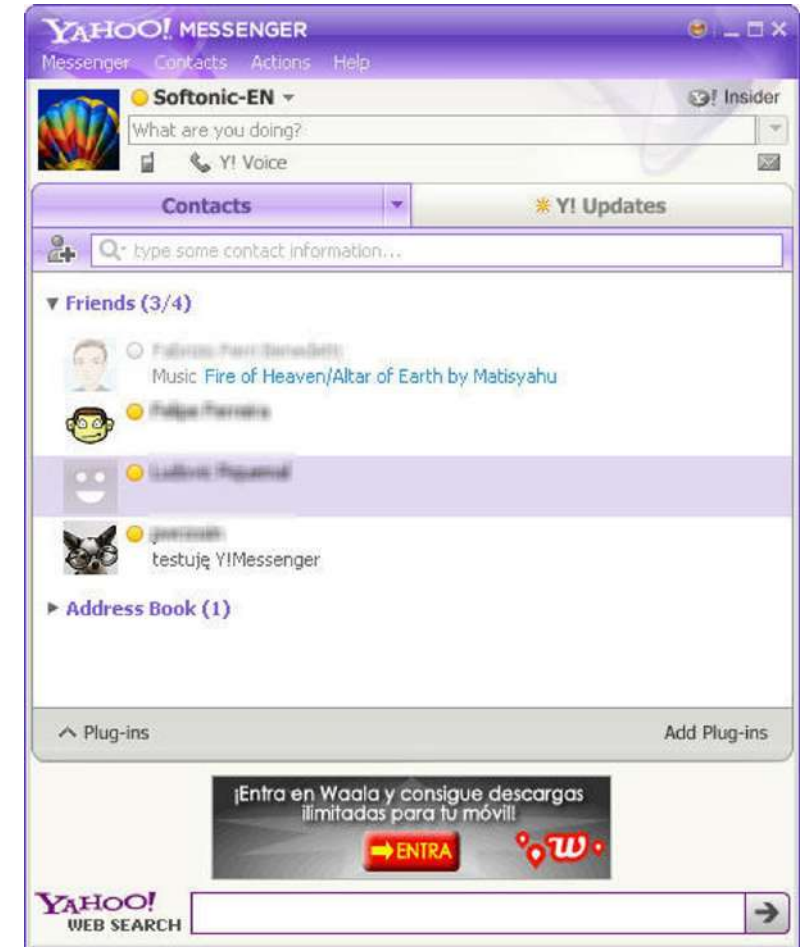 YAHOO! MESSENGER
Messenger Contacts Actions Help
Softonic-EN
Y! Insider
What are you doing?
Y! Voice
Contacts
Y! Updates
type some contact information...
Friends (3/4)
Music Fire of Heaven/Altar of Earth by Matisyahu
testuję Y!Messenger
Address Book (1)
Plug-ins
Add Plug-ins
¡Entra en Waala y consigue descargas
ilimitadas para tu móvil!
ENTRA
w
YAHOO!
WEB SEARCH